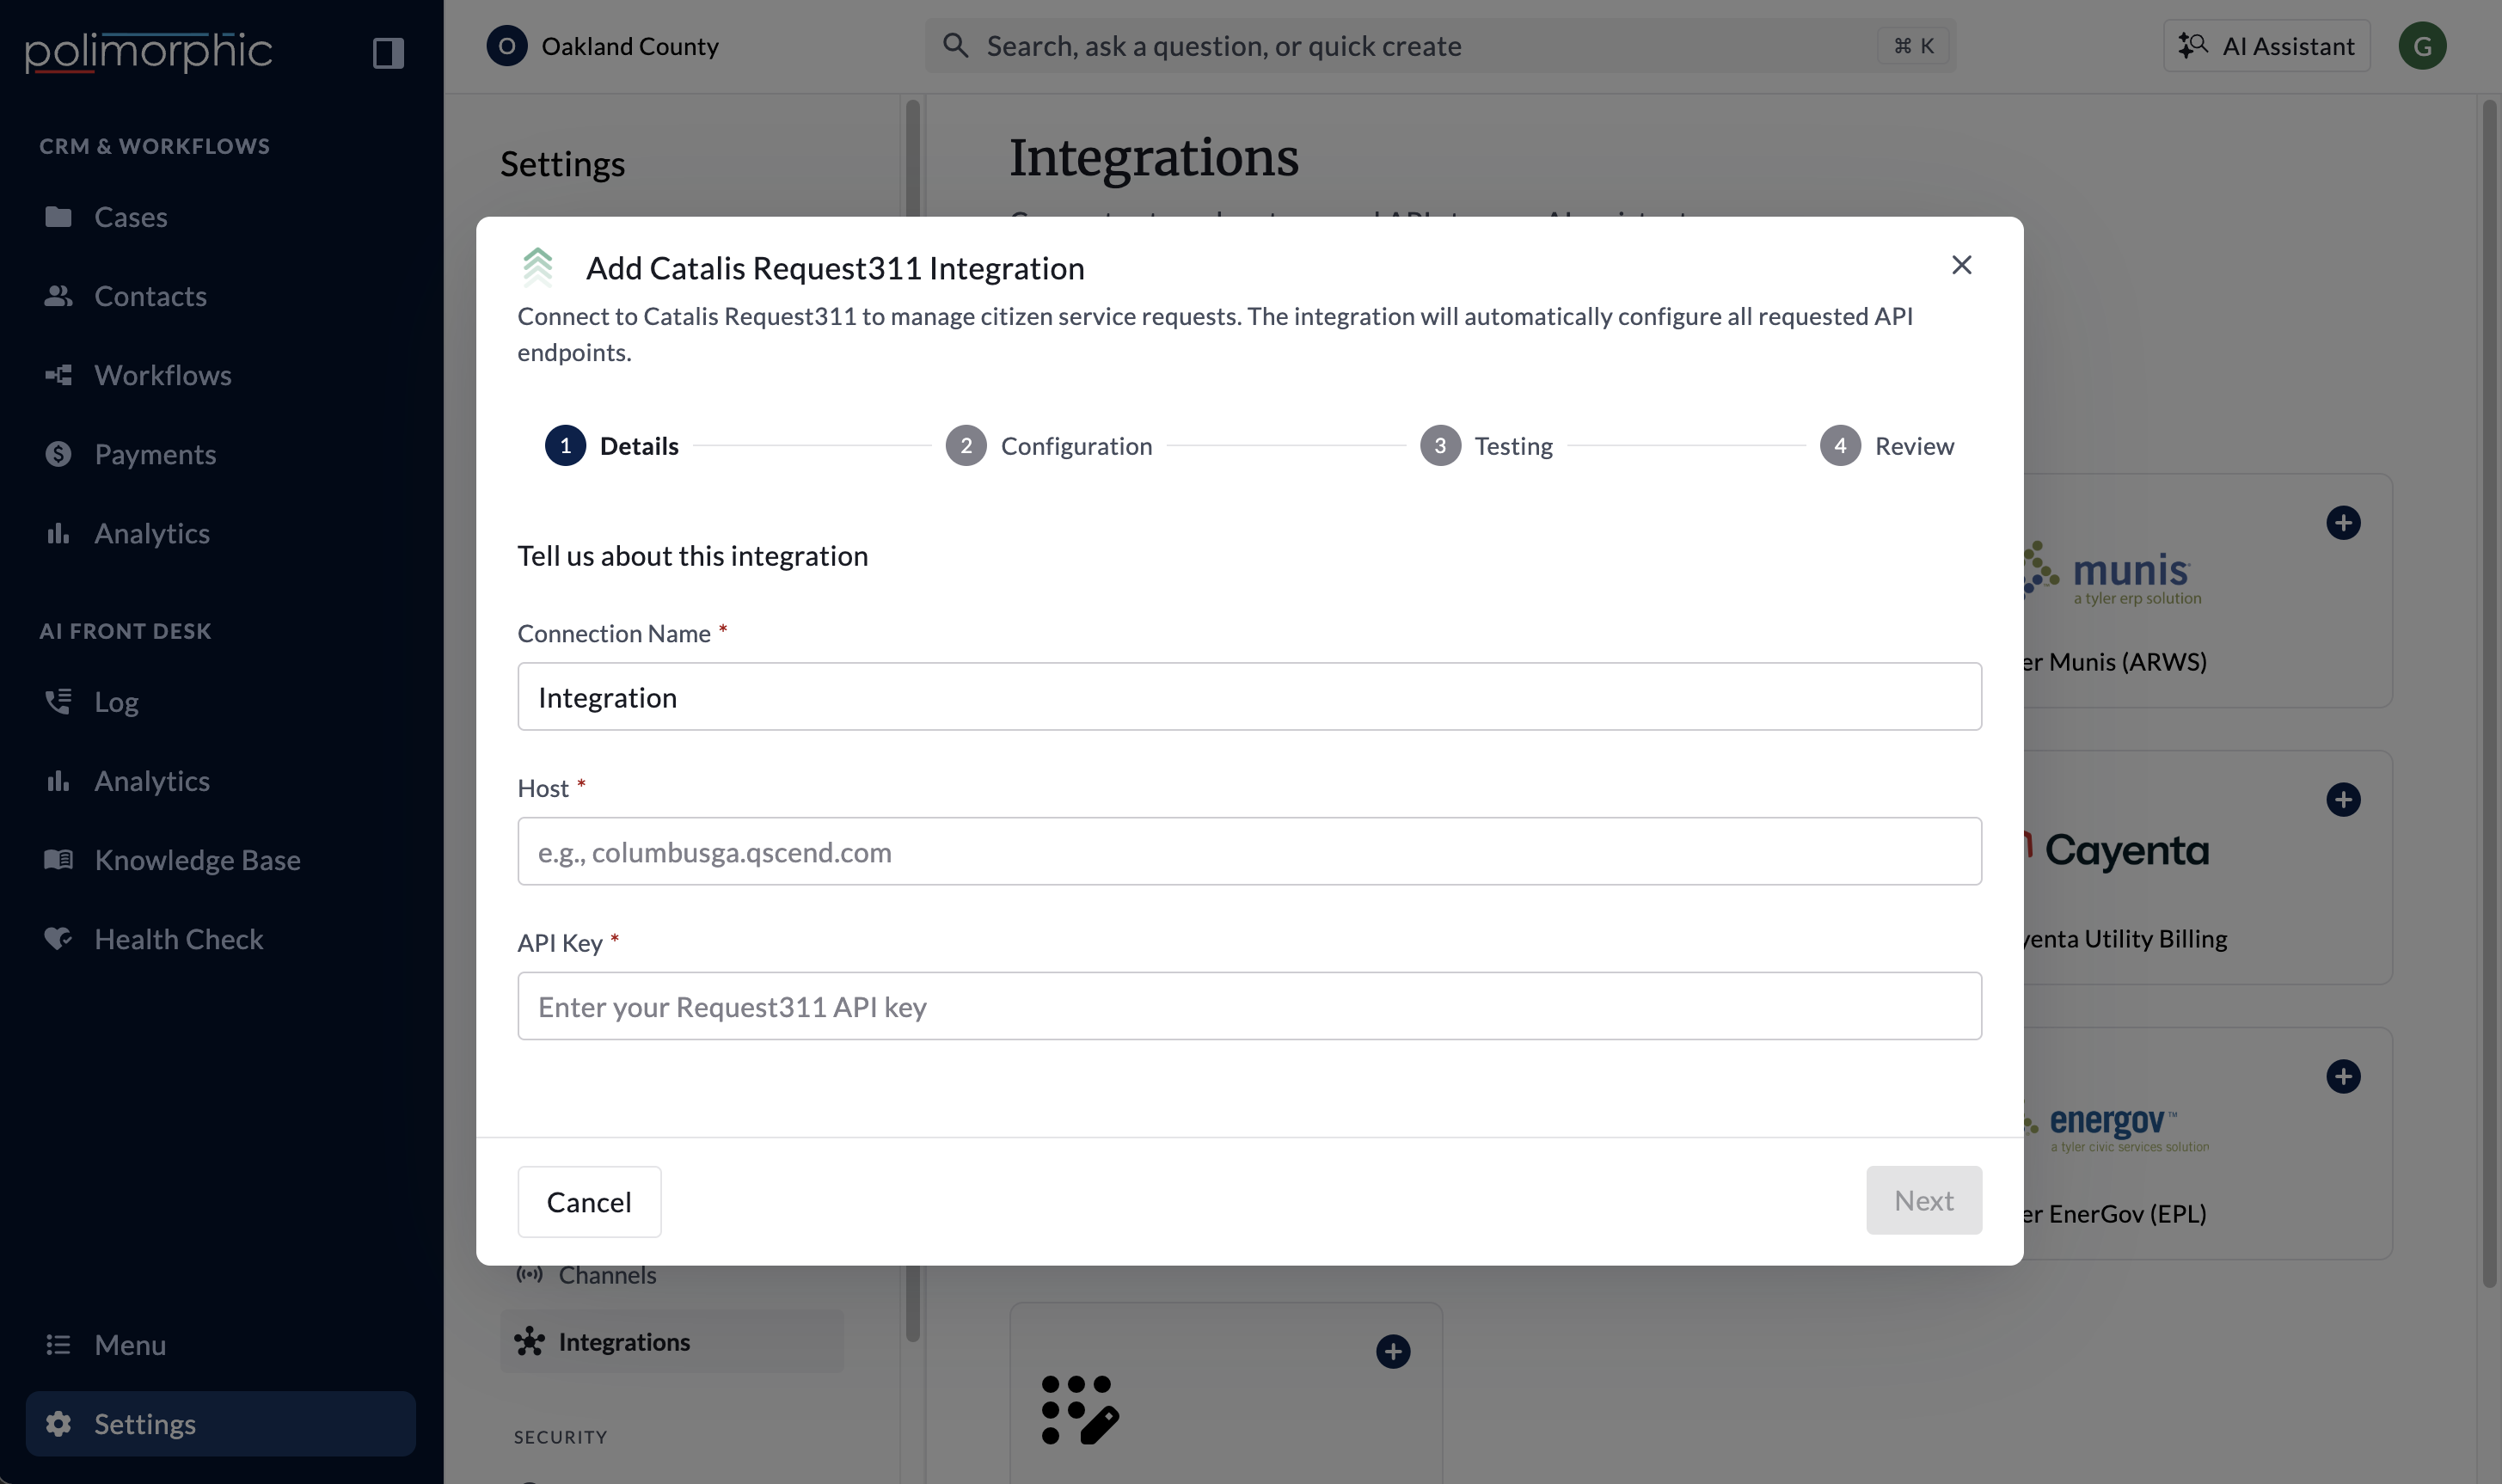 polimorphic
CRM & WORKFLOWS
Cases
Contacts
Workflows
Payments
Analytics
AI FRONT DESK
Log
Analytics
Knowledge Base
Health Check
Menu
Settings
O Oakland County
Search, ask a question, or quick create
⌘ K
AI Assistant
G
Settings
Channels
Integrations
SECURITY
Integrations
Add Catalis Request311 Integration
Connect to Catalis Request311 to manage citizen service requests. The integration will automatically configure all requested API
endpoints.
1 Details
2 Configuration
3 Testing
4 Review
Tell us about this integration
Connection Name *
Integration
Host *
e.g., columbusga.qscend.com
API Key *
Enter your Request311 API key
Cancel
Next
munis
a tyler erp solution
Munis (ARWS)
Cayenta
Utility Billing
energov™
a tyler civic services solution
EnerGov (EPL)